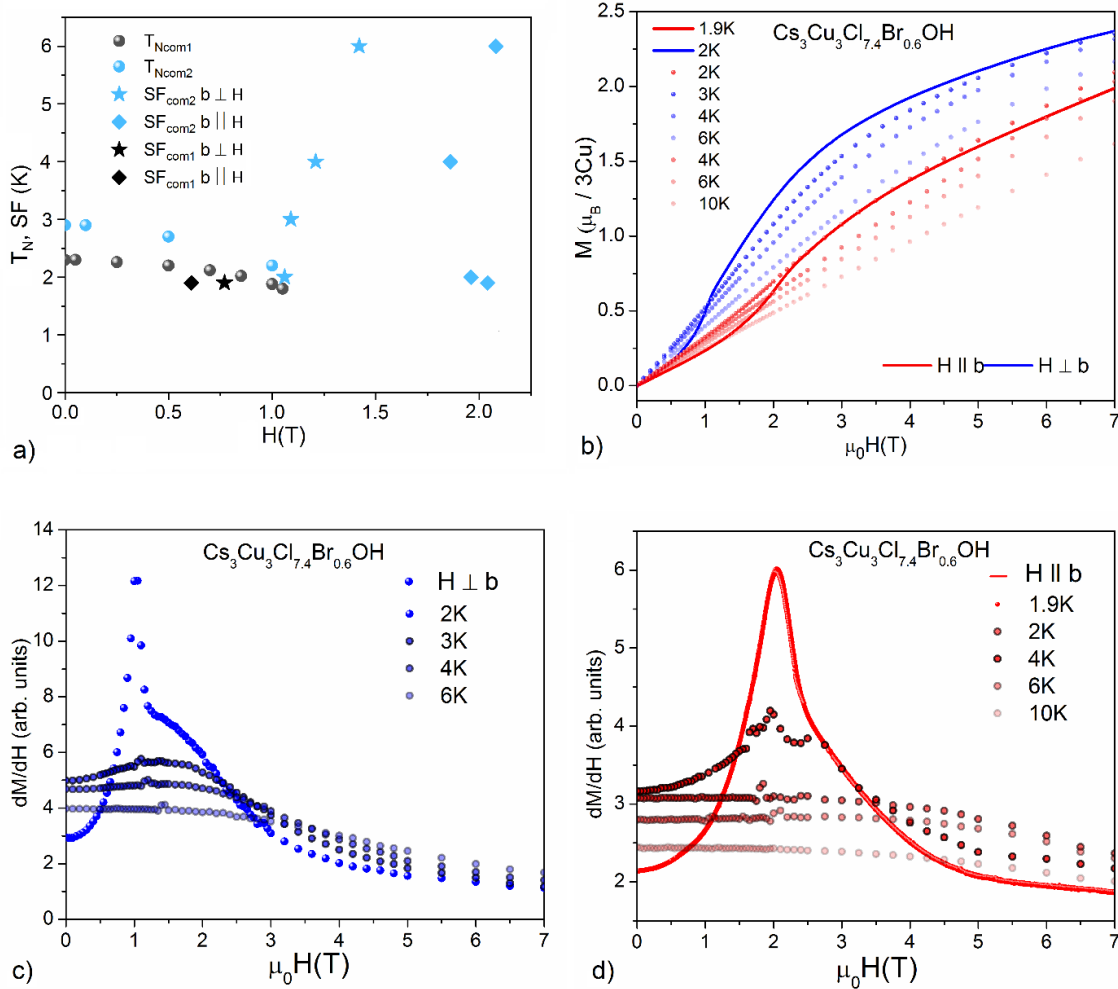 T_N, SF (K)
6
5
4
3
2
1
0
0.0
0.5
1.0
1.5
2.0
H(T)
T_Ncom1
T_Ncom2
SF_com2 b ⊥ H
SF_com2 b || H
SF_com1 b ⊥ H
SF_com1 b || H
a)
M (μ_B / 3Cu)
2.5
2.0
1.5
1.0
0.5
0.0
0
1
2
3
4
5
6
7
μ₀H(T)
Cs₃Cu₃Cl₇.₄Br₀.₆OH
1.9K
2K
2K
3K
4K
6K
4K
6K
10K
H || b
H ⊥ b
b)
dM/dH (arb. units)
14
12
10
8
6
4
2
0
0
1
2
3
4
5
6
7
μ₀H(T)
Cs₃Cu₃Cl₇.₄Br₀.₆OH
H ⊥ b
2K
3K
4K
6K
c)
dM/dH (arb. units)
6
5
4
3
2
0
1
2
3
4
5
6
7
μ₀H(T)
Cs₃Cu₃Cl₇.₄Br₀.₆OH
H || b
1.9K
2K
4K
6K
10K
d)